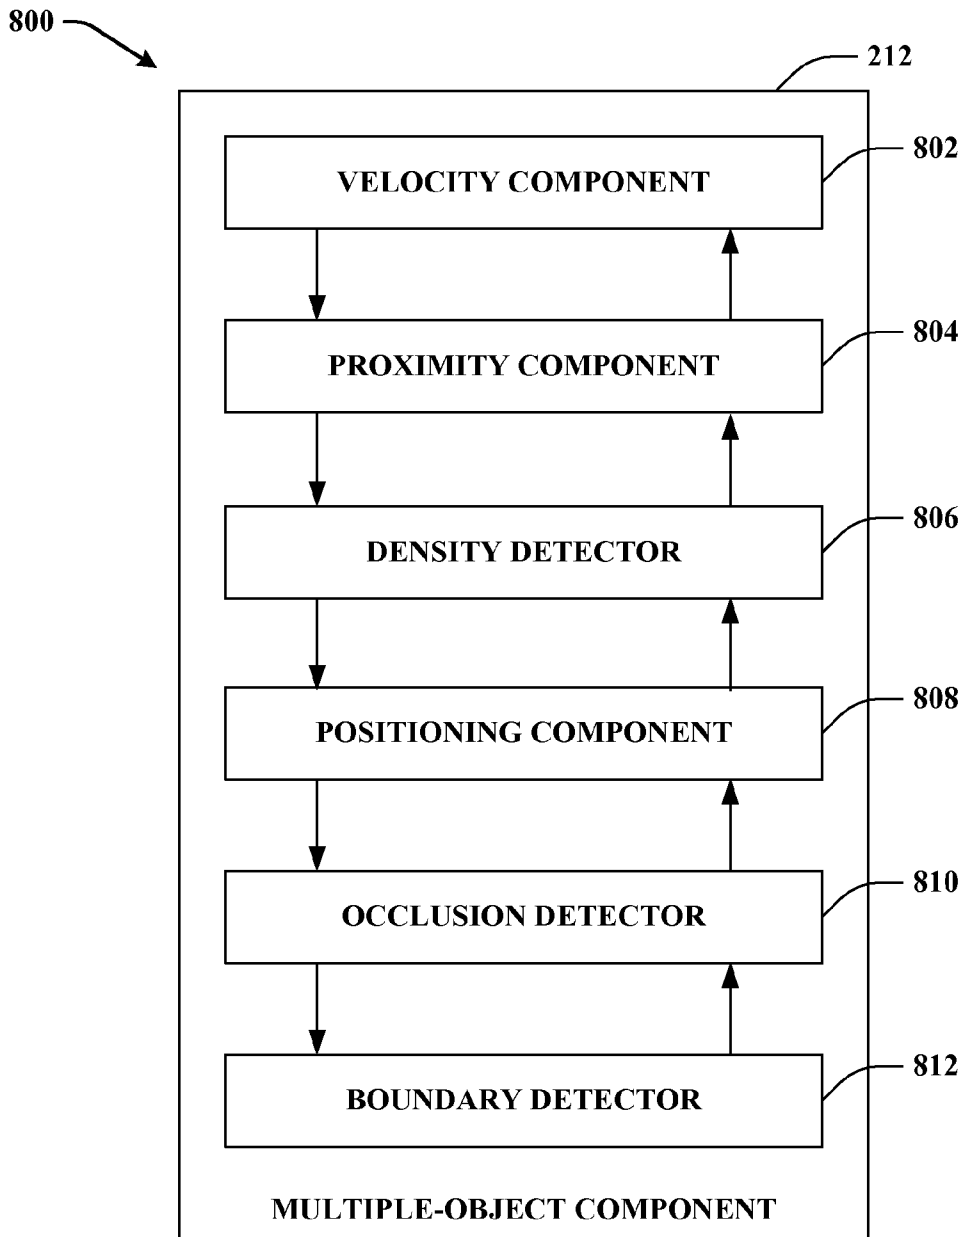 800
212
VELOCITY COMPONENT
802
PROXIMITY COMPONENT
804
DENSITY DETECTOR
806
POSITIONING COMPONENT
808
OCCLUSION DETECTOR
810
BOUNDARY DETECTOR
812
MULTIPLE-OBJECT COMPONENT